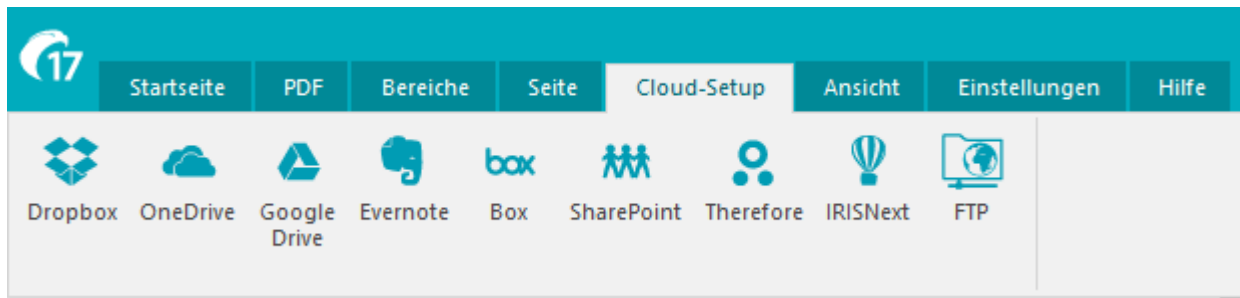 17
Startseite PDF Bereiche Seite Cloud-Setup Ansicht Einstellungen Hilfe
box
Dropbox OneDrive Google Drive Evernote Box SharePoint Therefore IRISNext FTP